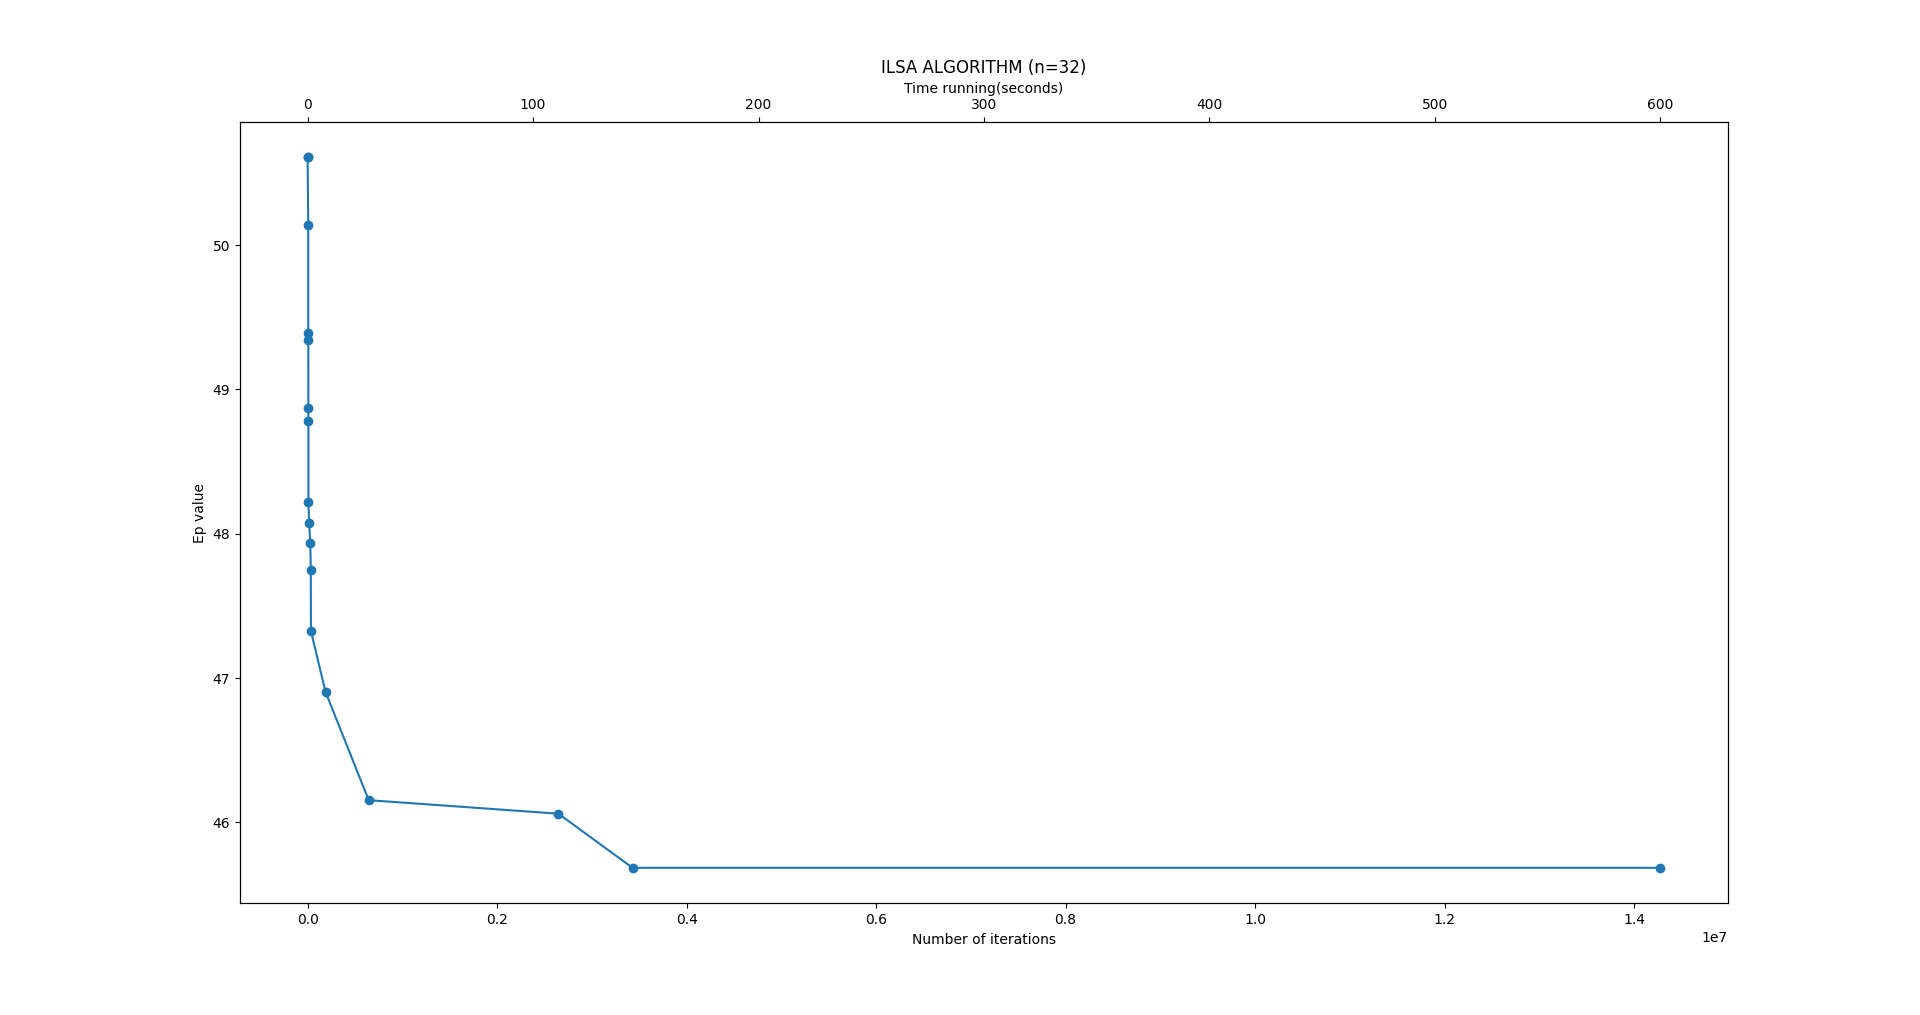 ILSA ALGORITHM (n=32)
Time running(seconds)
0 100 200 300 400 500 600
50
49
48
47
46
Ep value
0.0 0.2 0.4 0.6 0.8 1.0 1.2 1.4
Number of iterations
1e7